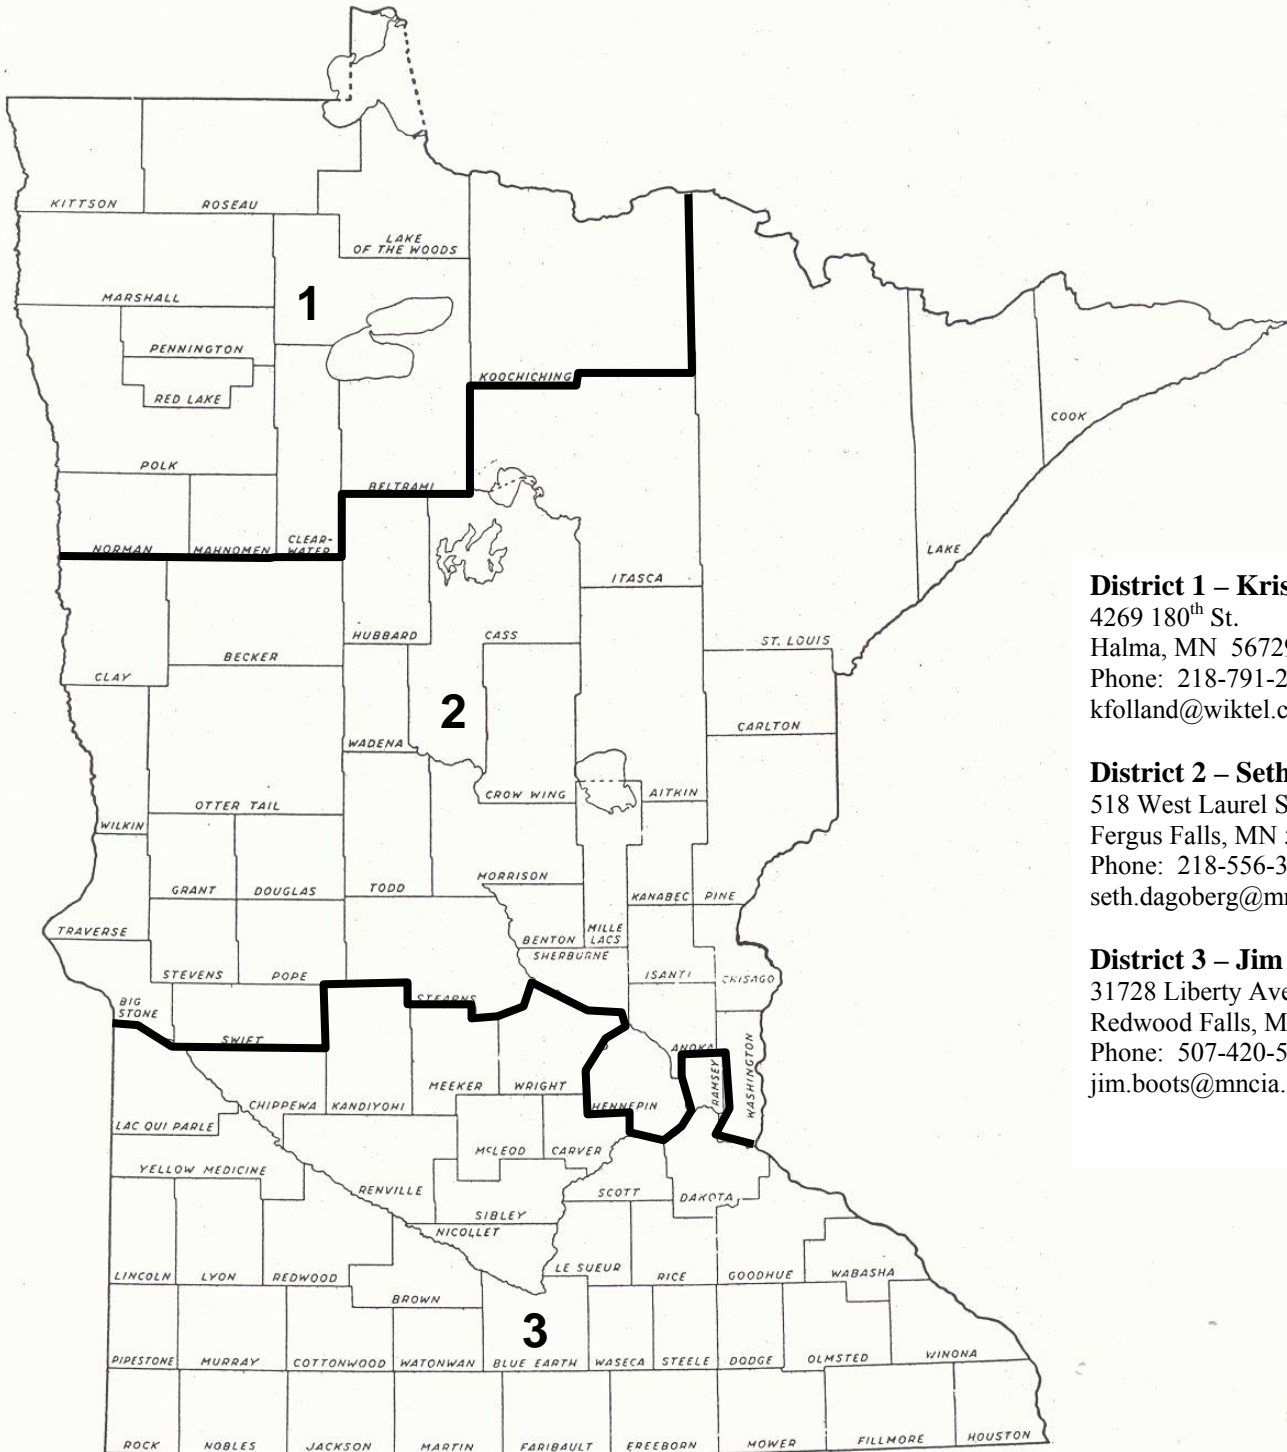 KITTSON
ROSEAU
LAKE
OF THE WOODS
MARSHALL
1
PENNINGTON
RED LAKE
KOOCHICHING
COOK
POLK
BELTRAMI
NORMAN
MAHNOMEN
CLEAR-
WATER
LAKE
ITASCA
HUBBARD
CASS
ST. LOUIS
BECKER
CLAY
2
WADENA
CARLTON
CROW WING
AITKIN
OTTER TAIL
WILKIN
GRANT
DOUGLAS
TODD
MORRISON
KANABEC
PINE
TRAVERSE
BENTON
MILLE
LACS
SHERBURNE
STEVENS
POPE
ISANTI
CHISAGO
BIG
STONE
STEARNS
SWIFT
ANOKA
RAMSEY
WASHINGTON
MEEKER
WRIGHT
HENNEPIN
CHIPPEWA
KANDIYOHI
LAC QUI PARLE
McLEOD
CARVER
YELLOW MEDICINE
RENVILLE
SCOTT
DAKOTA
SIBLEY
NICOLLET
LE SUEUR
LINCOLN
LYON
REDWOOD
RICE
GOODHUE
WABASHA
BROWN
3
PIPESTONE
MURRAY
COTTONWOOD
WATONWAN
BLUE EARTH
WASECA
STEELE
DODGE
OLMSTED
WINONA
ROCK
NOBLES
JACKSON
MARTIN
FARIBAULT
FREEBORN
MOWER
FILLMORE
HOUSTON
District 1 – Kris
4269 180th St.
Halma, MN 56729
Phone: 218-791-2
kfolland@wiktel.c
District 2 – Seth
518 West Laurel S
Fergus Falls, MN
Phone: 218-556-3
seth.dagoberg@mn
District 3 – Jim
31728 Liberty Ave
Redwood Falls, M
Phone: 507-420-5
jim.boots@mncia.